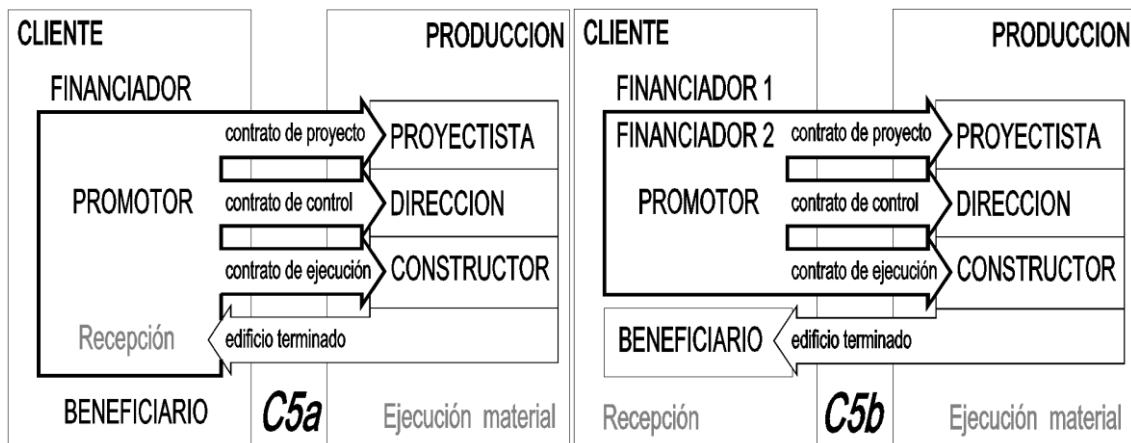 CLIENTE
PRODUCCION
FINANCIADOR
contrato de proyecto
PROYECTISTA
PROMOTOR
contrato de control
DIRECCION
contrato de ejecución
CONSTRUCTOR
Recepción
edificio terminado
BENEFICIARIO
C5a
Ejecución material
CLIENTE
PRODUCCION
FINANCIADOR 1
FINANCIADOR 2
contrato de proyecto
PROYECTISTA
PROMOTOR
contrato de control
DIRECCION
contrato de ejecución
CONSTRUCTOR
BENEFICIARIO
edificio terminado
Recepción
C5b
Ejecución material